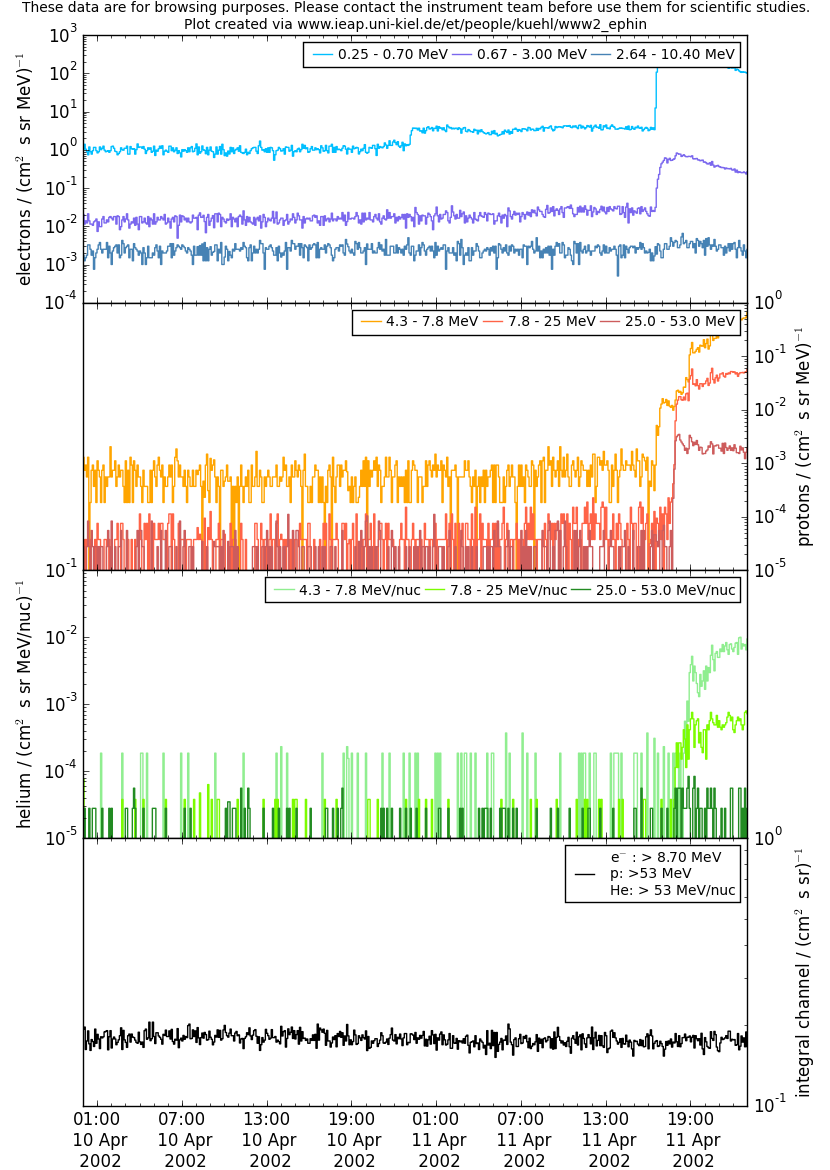 These data are for browsing purposes. Please contact the instrument team before use them for scientific studies.
Plot created via www.ieap.uni-kiel.de/et/people/kuehl/www2_ephin
10³
10²
10¹
10⁰
10⁻¹
10⁻²
10⁻³
10⁻⁴
electrons / (cm² s sr MeV)⁻¹
0.25 - 0.70 MeV 0.67 - 3.00 MeV 2.64 - 10.40 MeV
10⁰
10⁻¹
10⁻²
10⁻³
10⁻⁴
10⁻⁵
protons / (cm² s sr MeV)⁻¹
4.3 - 7.8 MeV 7.8 - 25 MeV 25.0 - 53.0 MeV
10⁻¹
10⁻²
10⁻³
10⁻⁴
10⁻⁵
helium / (cm² s sr MeV/nuc)⁻¹
4.3 - 7.8 MeV/nuc 7.8 - 25 MeV/nuc 25.0 - 53.0 MeV/nuc
10⁰
10⁻¹
integral channel / (cm² s sr)⁻¹
e⁻ : > 8.70 MeV
p: >53 MeV
He: > 53 MeV/nuc
01:00 07:00 13:00 19:00 01:00 07:00 13:00 19:00
10 Apr 10 Apr 10 Apr 10 Apr 11 Apr 11 Apr 11 Apr 11 Apr
2002 2002 2002 2002 2002 2002 2002 2002